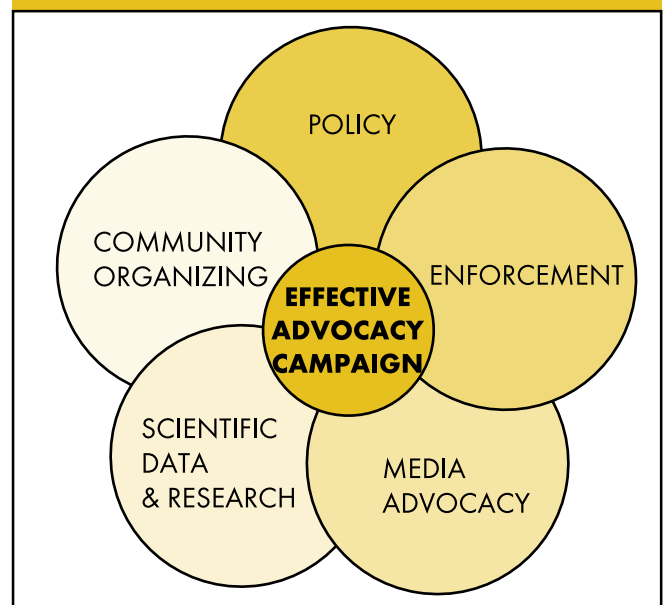 POLICY
COMMUNITY
ORGANIZING
ENFORCEMENT
EFFECTIVE
ADVOCACY
CAMPAIGN
SCIENTIFIC
DATA
& RESEARCH
MEDIA
ADVOCACY